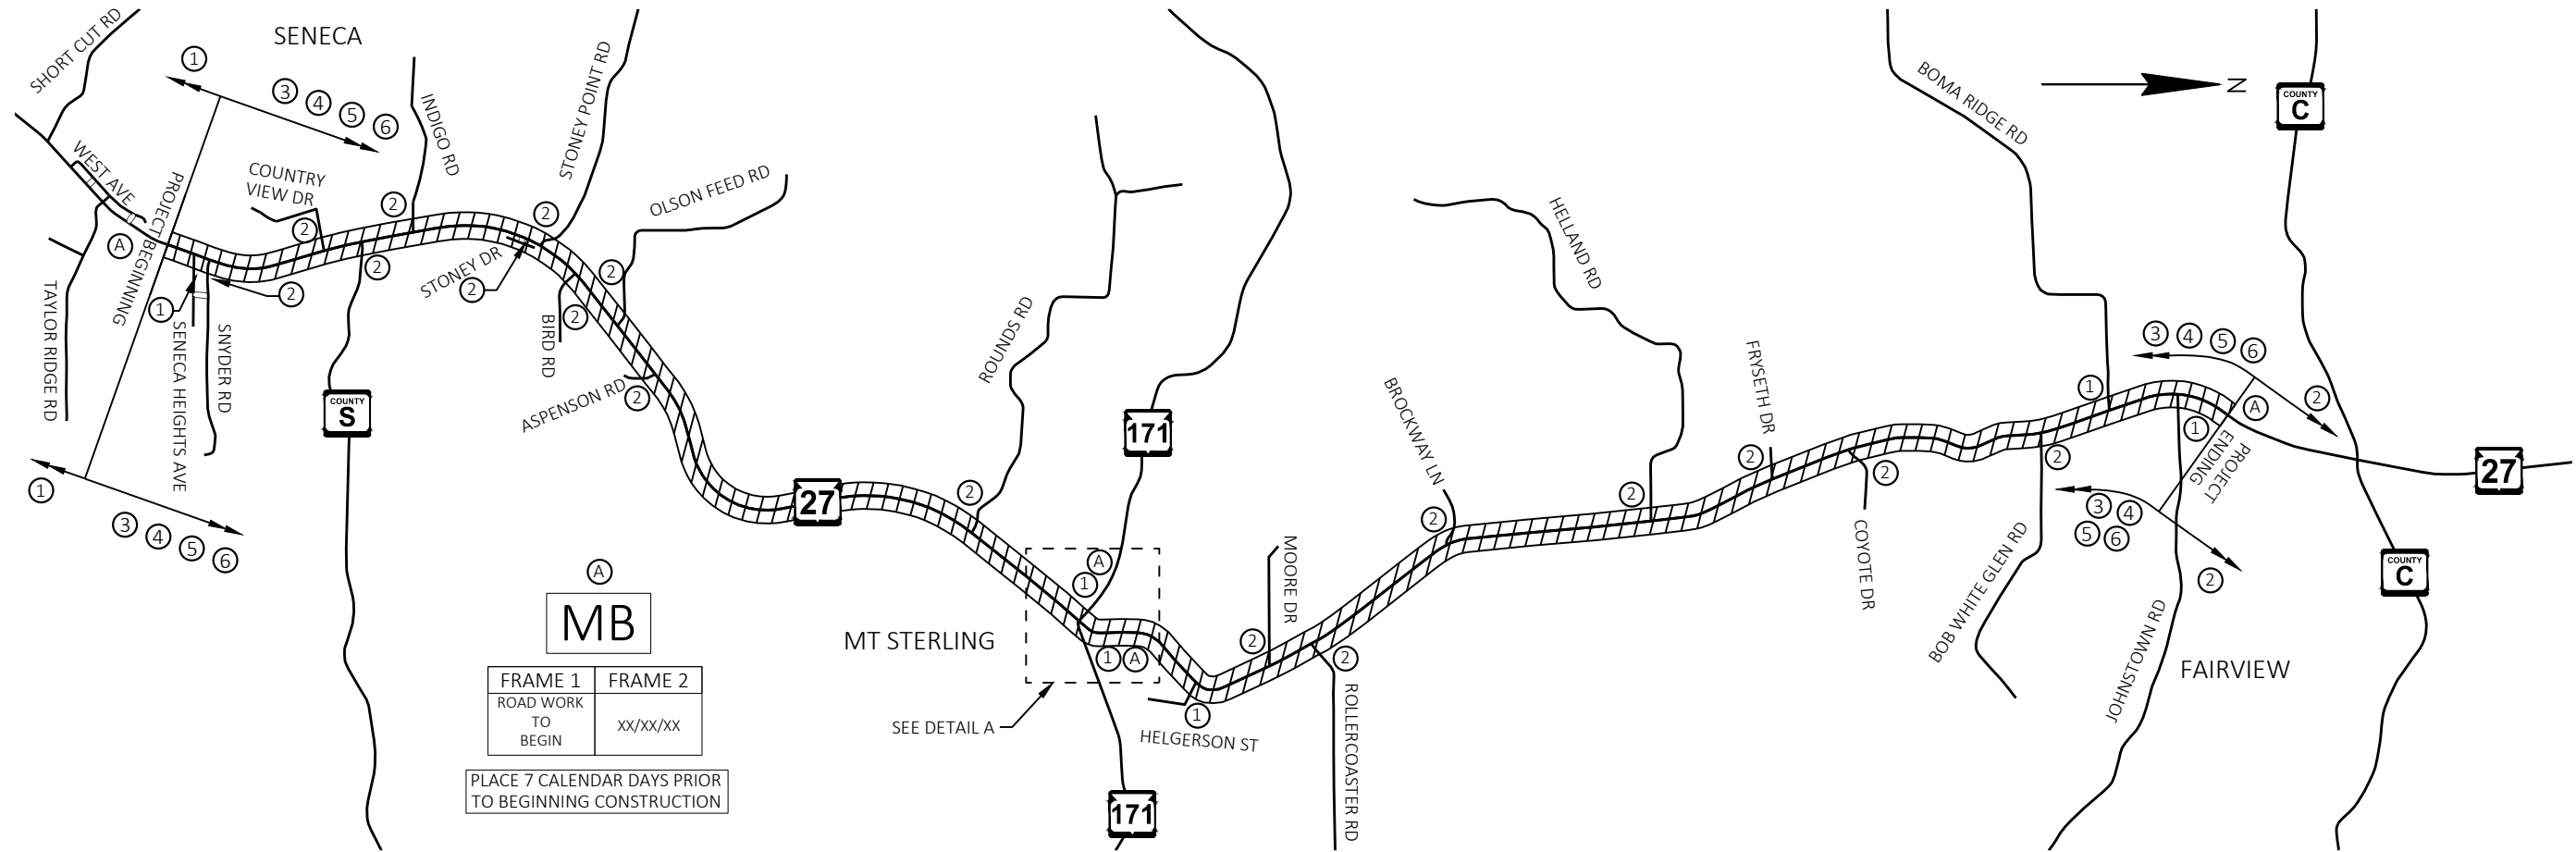 SHORT CUT RD
SENECA
1
3 4 5 6
WEST AVE
COUNTRY
VIEW DR
INDIGO RD
STONEY POINT RD
OLSON FEED RD
PROJECT BEGINNING
A
2
2
2
2
2
1
2
STONEY DR
2
2
BIRD RD
ASPENSON RD
2
TAYLOR RIDGE RD
SENECA HEIGHTS AVE
SNYDER RD
COUNTY
S
1
3 4 5 6
27
A
MB
FRAME 1 FRAME 2
ROAD WORK
TO
BEGIN
XX/XX/XX
PLACE 7 CALENDAR DAYS PRIOR
TO BEGINNING CONSTRUCTION
ROUNDS RD
2
171
A
1
MT STERLING
1 A
SEE DETAIL A
171
1
HELGERSON ST
MOORE DR
2
2
ROLLERCOASTER RD
BROCKWAY LN
2
HELLAND RD
2
FRYSETH DR
2
2
COYOTE DR
BOMA RIDGE RD
N
COUNTY
C
3 4 5 6
2
1
A
1
PROJECT
ENDING
2
27
3 4
5 6
2
BOB WHITE GLEN RD
JOHNSTOWN RD
FAIRVIEW
COUNTY
C